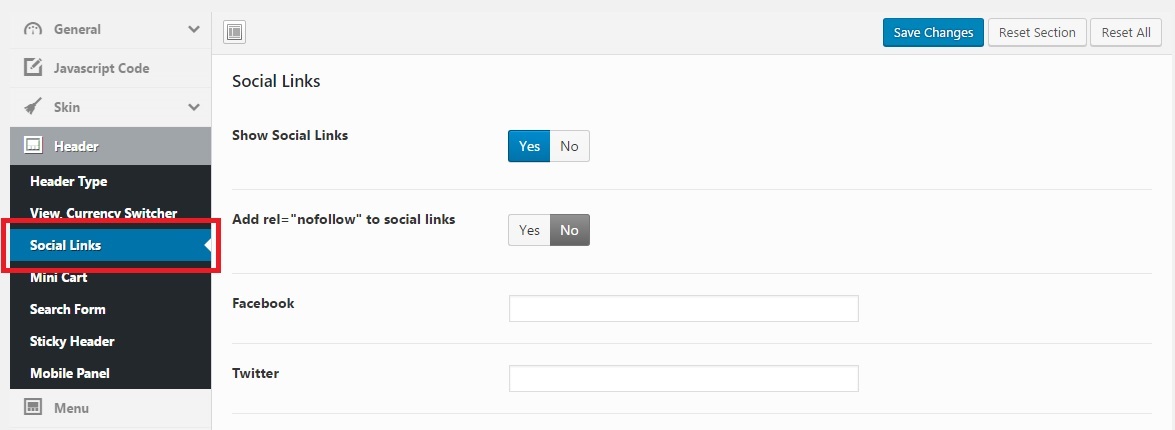 General
Javascript Code
Skin
Header
Header Type
View, Currency Switcher
Social Links
Mini Cart
Search Form
Sticky Header
Mobile Panel
Menu
Save Changes
Reset Section
Reset All
Social Links
Show Social Links
Yes
No
Add rel="nofollow" to social links
Yes
No
Facebook
Twitter